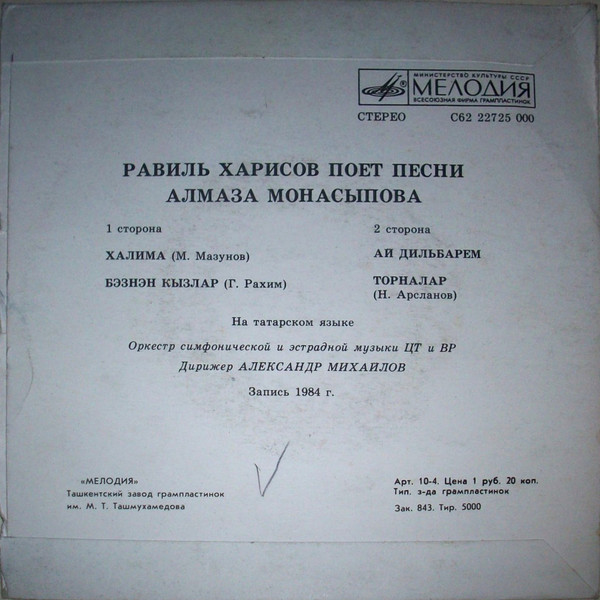 МИНИСТЕРСТВО КУЛЬТУРЫ СССР
МЕЛОДИЯ
ВСЕСОЮЗНАЯ ФИРМА ГРАМПЛАСТИНОК
СТЕРЕО С62 22725 000
РАВИЛЬ ХАРИСОВ ПОЕТ ПЕСНИ
АЛМАЗА МОНАСЫПОВА
1 сторона
ХАЛИМА (М. Мазунов)
БЭЗНЭН КЫЗЛАР (Г. Рахим)
2 сторона
АЙ ДИЛЬБАРЕМ
ТОРНАЛАР
(Н. Арсланов)
На татарском языке
Оркестр симфонической и эстрадной музыки ЦТ и ВР
Дирижер АЛЕКСАНДР МИХАЙЛОВ
Запись 1984 г.
«МЕЛОДИЯ»
Ташкентский завод грампластинок
им. М. Т. Ташмухамедова
Арт. 10-4. Цена 1 руб. 20 коп.
Тип. з-да грампластинок
Зак. 843. Тир. 5000